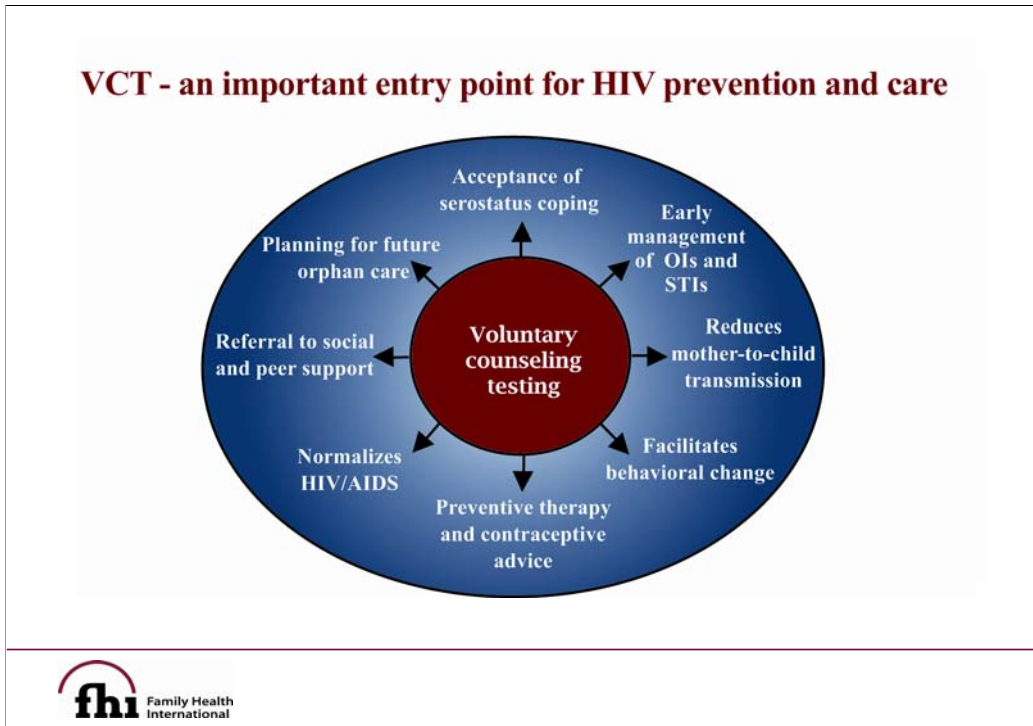 VCT - an important entry point for HIV prevention and care
Acceptance of
serostatus coping
Early
management
of OIs and
STIs
Reduces
mother-to-child
transmission
Facilitates
behavioral change
Preventive therapy
and contraceptive
advice
Normalizes
HIV/AIDS
Referral to social
and peer support
Planning for future
orphan care
Voluntary
counseling
testing
fhi
Family Health
International